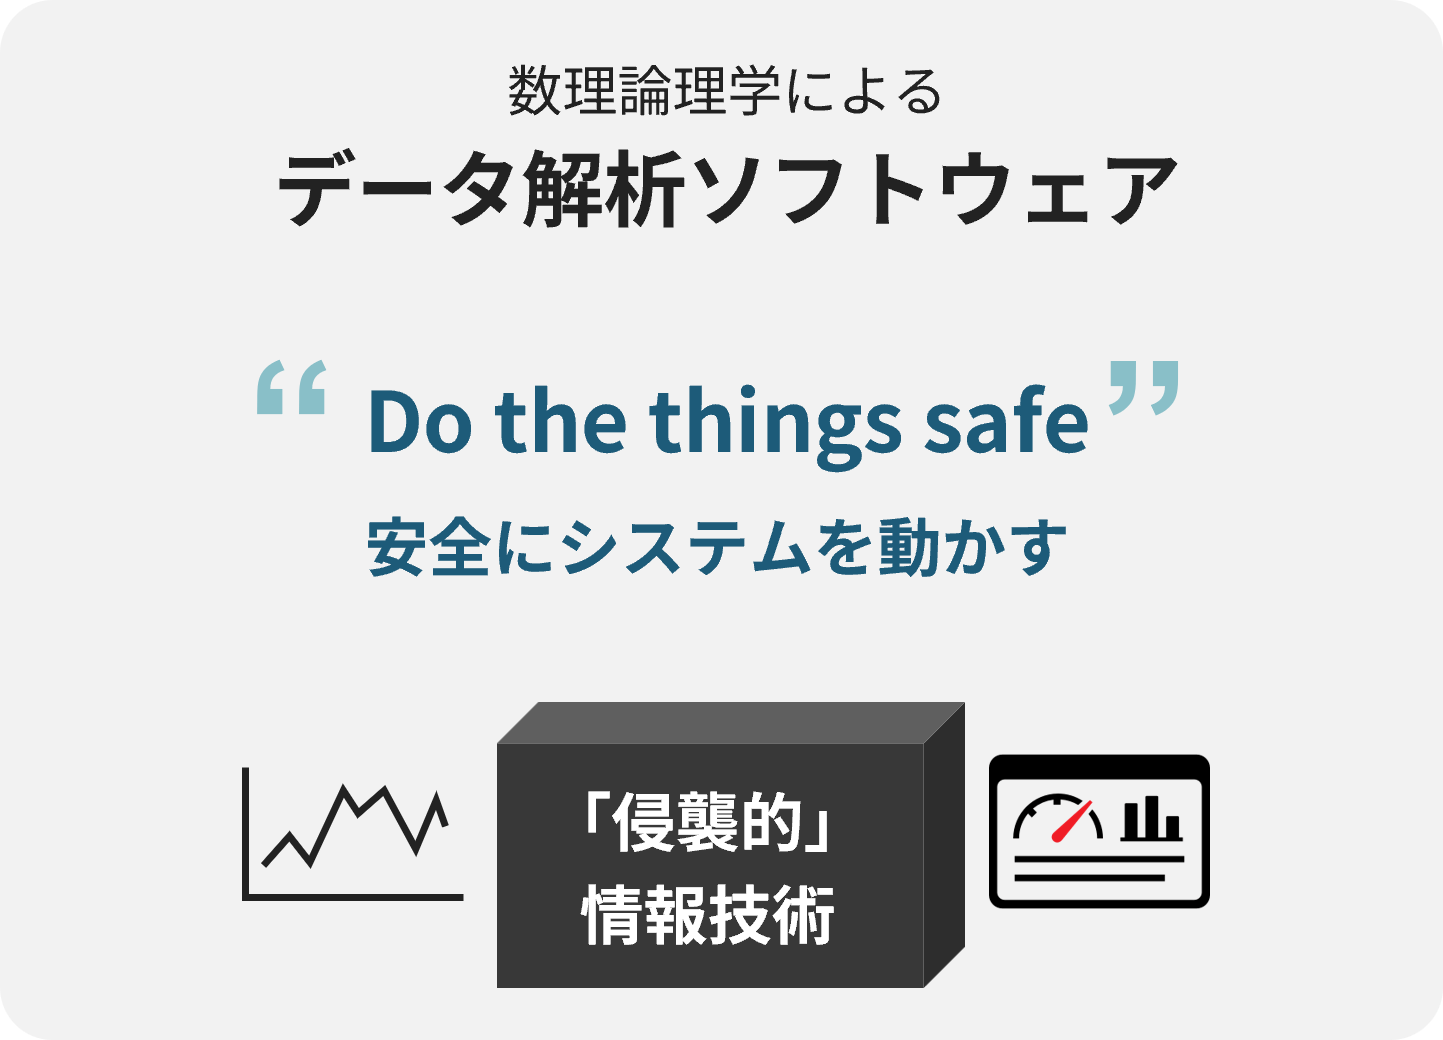 数理論理学による
データ解析ソフトウェア
“ Do the things safe ”
安全にシステムを動かす
「侵襲的」
情報技術